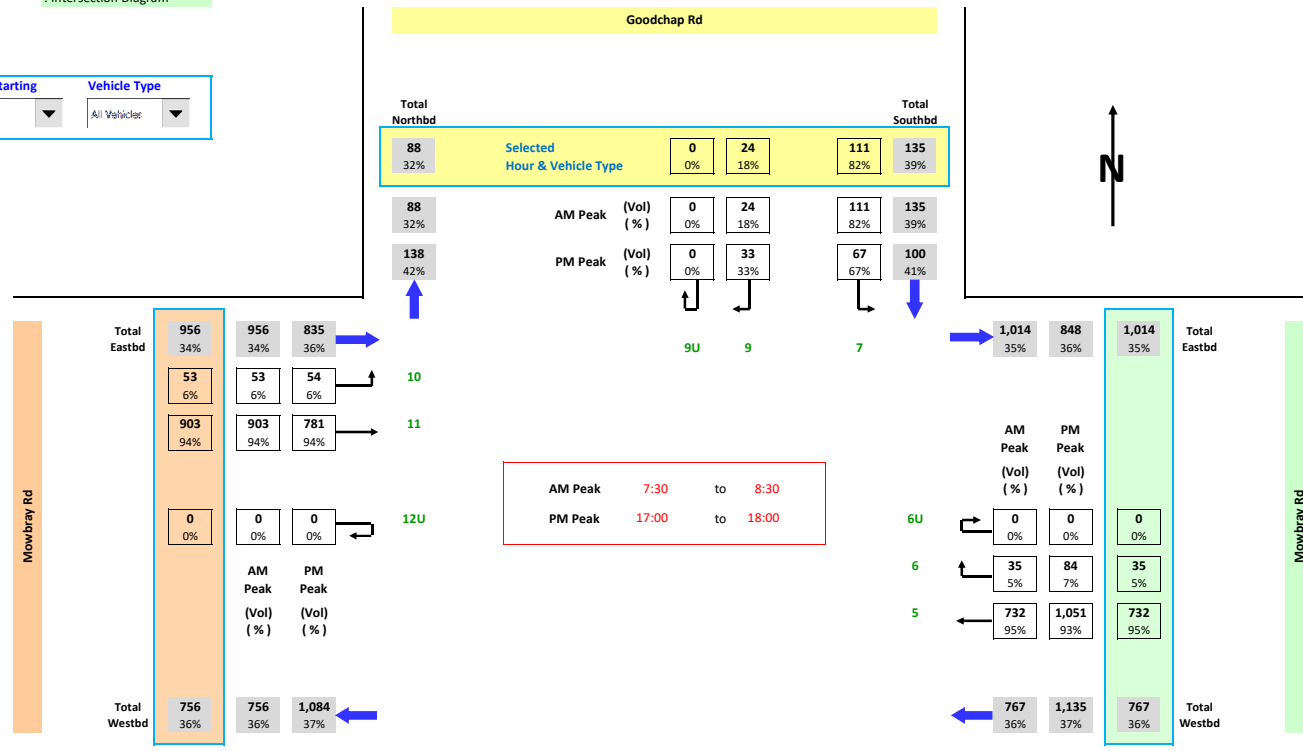 : Intersection Diagram
Goodchap Rd
tarting Vehicle Type
All Vehicles
Total Northbd
Total Southbd
88 Selected 0 24 111 135
32% Hour & Vehicle Type 0% 18% 82% 39%
88 AM Peak (Vol) 0 24 111 135
32% ( % ) 0% 18% 82% 39%
138 PM Peak (Vol) 0 33 67 100
42% ( % ) 0% 33% 67% 41%
N
Total Eastbd
956 956 835
34% 34% 36%
9U 9 7
1,014 848 1,014
35% 36% 35%
Total Eastbd
53 53 54 10
6% 6% 6%
903 903 781 11
94% 94% 94%
AM Peak PM Peak
(Vol) (Vol)
( % ) ( % )
Mowbray Rd
AM Peak 7:30 to 8:30
PM Peak 17:00 to 18:00
Mowbray Rd
0 0 0 12U
0% 0% 0%
6U 0 0 0
0% 0% 0%
AM Peak PM Peak
(Vol) (Vol)
( % ) ( % )
6 35 84 35
5% 7% 5%
5 732 1,051 732
95% 93% 95%
Total Westbd
756 756 1,084
36% 36% 37%
767 1,135 767
36% 37% 36%
Total Westbd